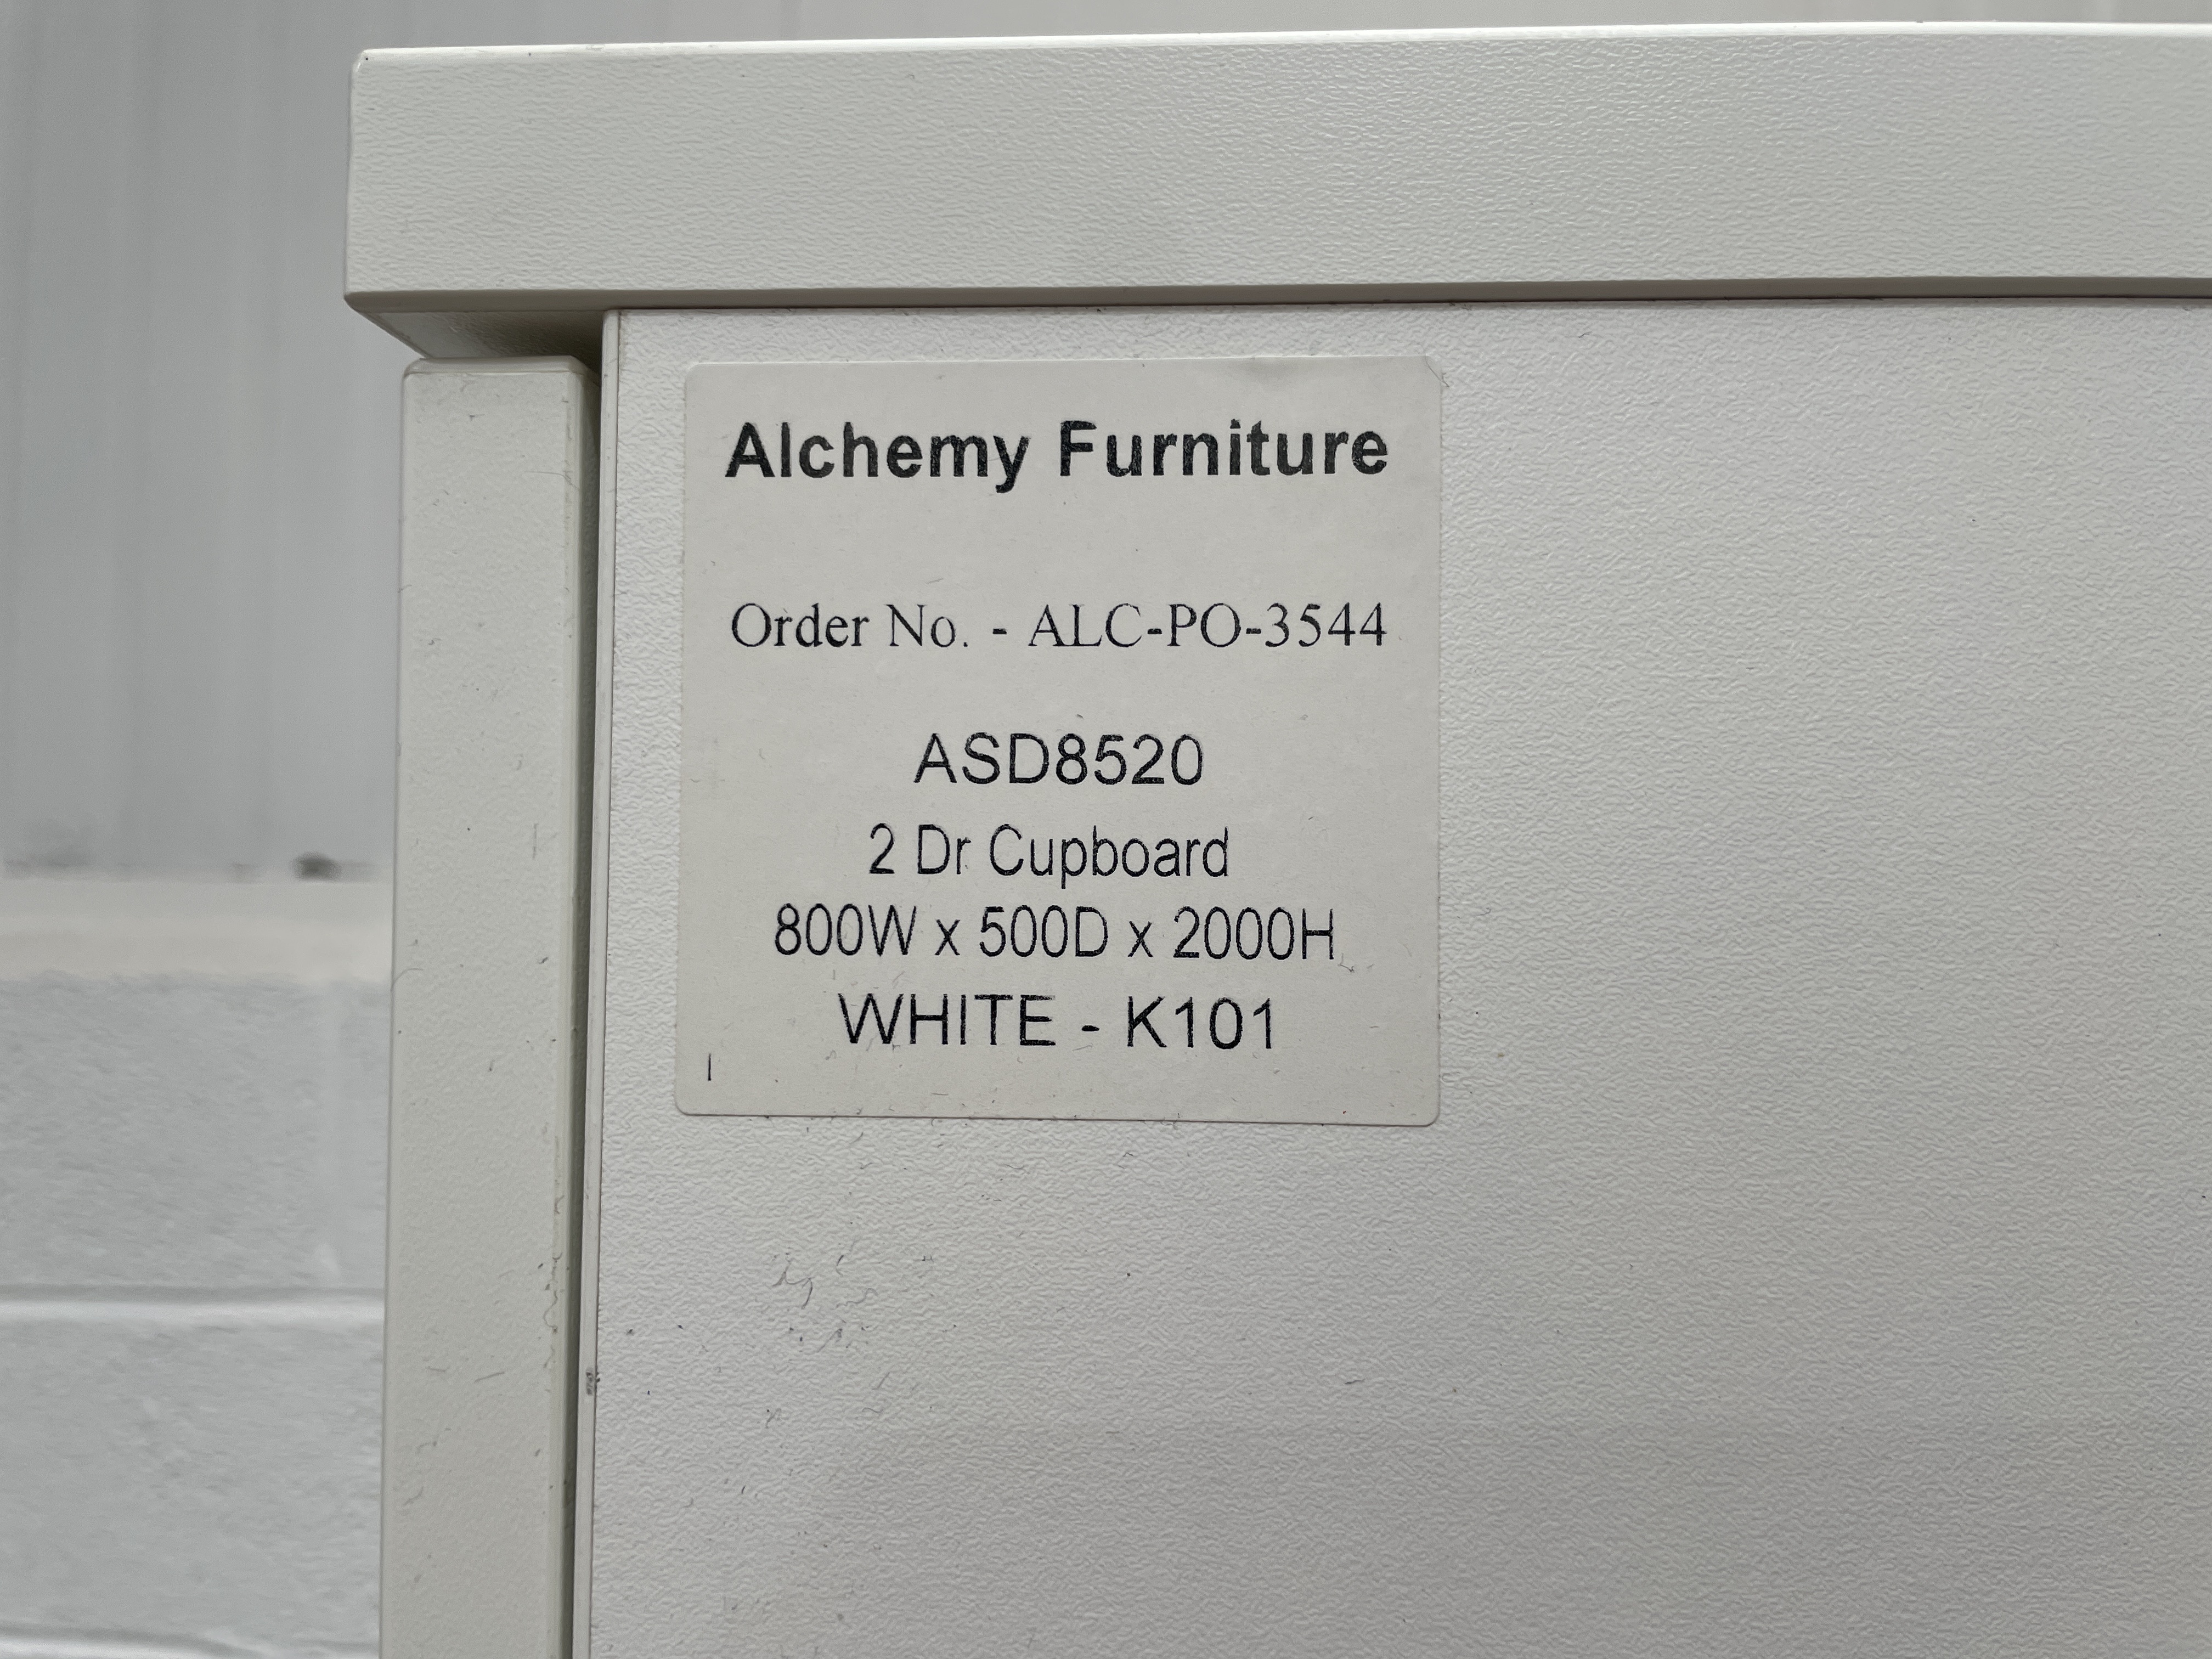 Alchemy Furniture
Order No. - ALC-PO-3544
ASD8520
2 Dr Cupboard
800W x 500D x 2000H
WHITE - K101